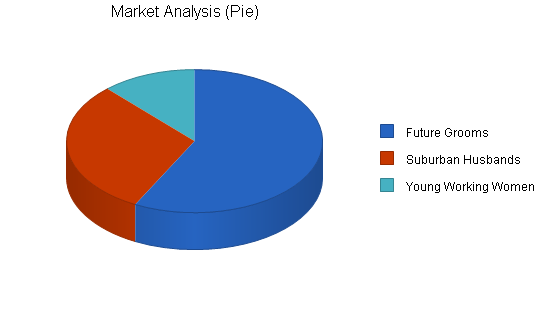 Market Analysis (Pie)
Future Grooms
Suburban Husbands
Young Working Women